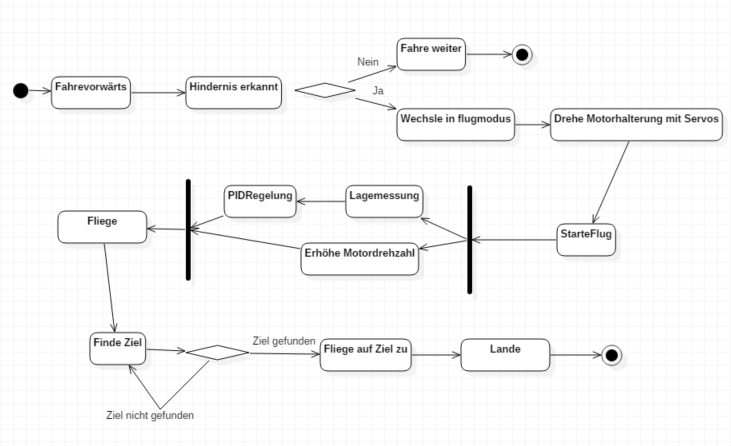 Fahrevorwärts
Hindernis erkannt
Nein
Ja
Fahre weiter
Wechsle in flugmodus
Drehe Motorhalterung mit Servos
StarteFlug
Lagemessung
PIDRegelung
Erhöhe Motordrehzahl
Fliege
Finde Ziel
Ziel gefunden
Ziel nicht gefunden
Fliege auf Ziel zu
Lande